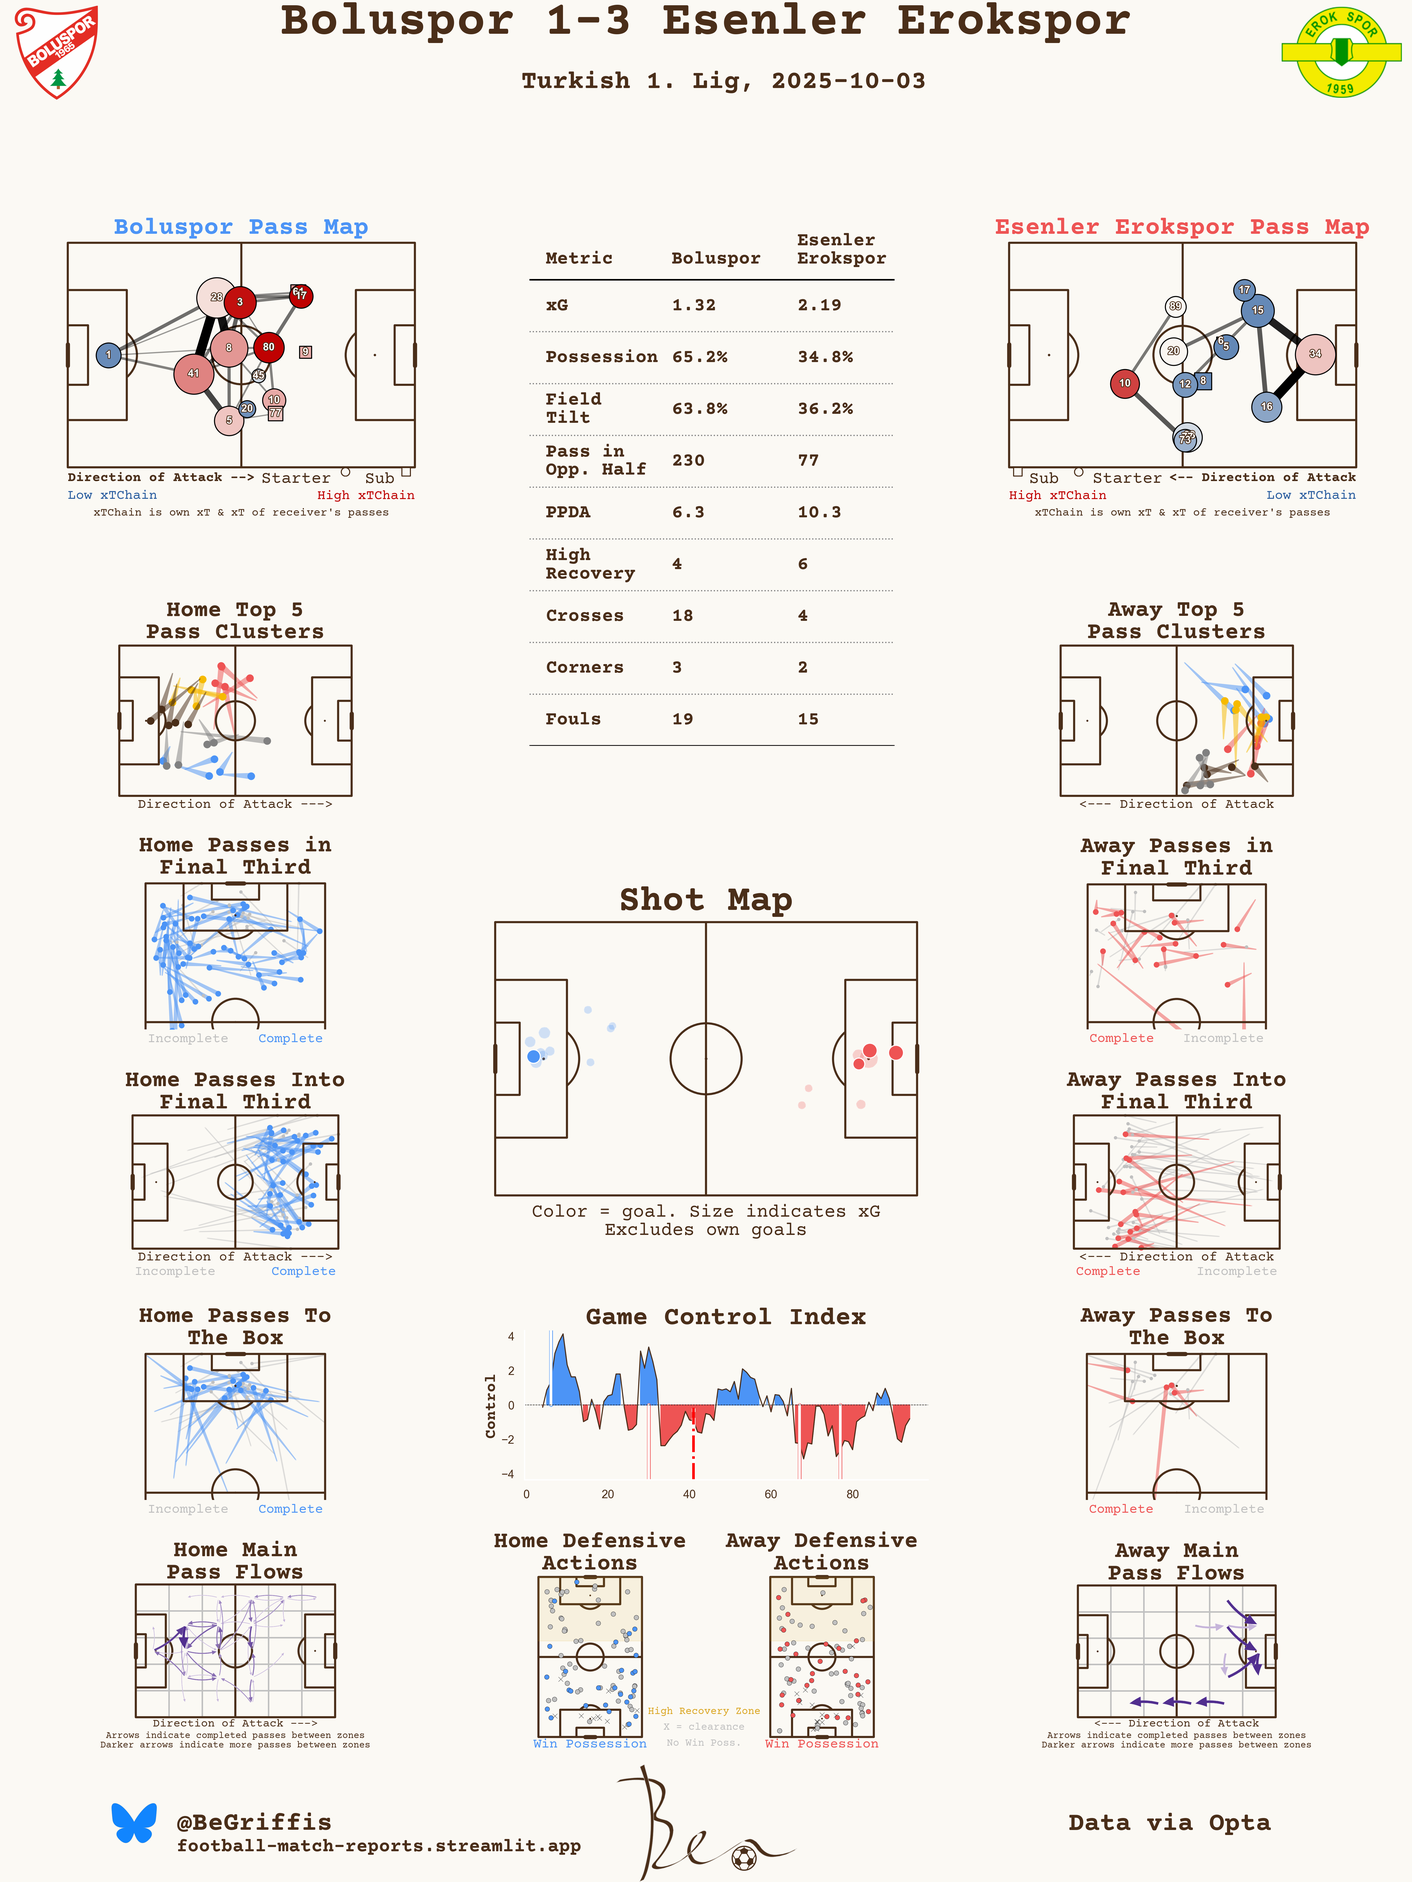 Boluspor 1-3 Esenler Erokspor
Turkish 1. Lig, 2025-10-03
BOLUSPOR
1965
EROK SPOR
1959
Boluspor Pass Map
28
3
61
17
1
8
80
9
41
45
10
20
77
5
Direction of Attack --> Starter Sub
Low xTChain High xTChain
xTChain is own xT & xT of receiver's passes
Metric Boluspor Esenler
Erokspor
xG 1.32 2.19
Possession 65.2% 34.8%
Field
Tilt 63.8% 36.2%
Pass in
Opp. Half 230 77
PPDA 6.3 10.3
High
Recovery 4 6
Crosses 18 4
Corners 3 2
Fouls 19 15
Esenler Erokspor Pass Map
17
89
15
6
5
20
34
10
12
8
16
73
Sub Starter <-- Direction of Attack
High xTChain Low xTChain
xTChain is own xT & xT of receiver's passes
Home Top 5
Pass Clusters
Direction of Attack --->
Away Top 5
Pass Clusters
<--- Direction of Attack
Home Passes in
Final Third
Incomplete Complete
Away Passes in
Final Third
Complete Incomplete
Shot Map
Color = goal. Size indicates xG
Excludes own goals
Home Passes Into
Final Third
Direction of Attack --->
Incomplete Complete
Away Passes Into
Final Third
<--- Direction of Attack
Complete Incomplete
Home Passes To
The Box
Incomplete Complete
Game Control Index
Control
4
2
0
−2
−4
0 20 40 60 80
Away Passes To
The Box
Complete Incomplete
Home Main
Pass Flows
Direction of Attack --->
Arrows indicate completed passes between zones
Darker arrows indicate more passes between zones
Home Defensive
Actions
Win Possession
Away Defensive
Actions
Win Possession
High Recovery Zone
X = clearance
No Win Poss.
Away Main
Pass Flows
<--- Direction of Attack
Arrows indicate completed passes between zones
Darker arrows indicate more passes between zones
@BeGriffis
football-match-reports.streamlit.app
Ben
Data via Opta